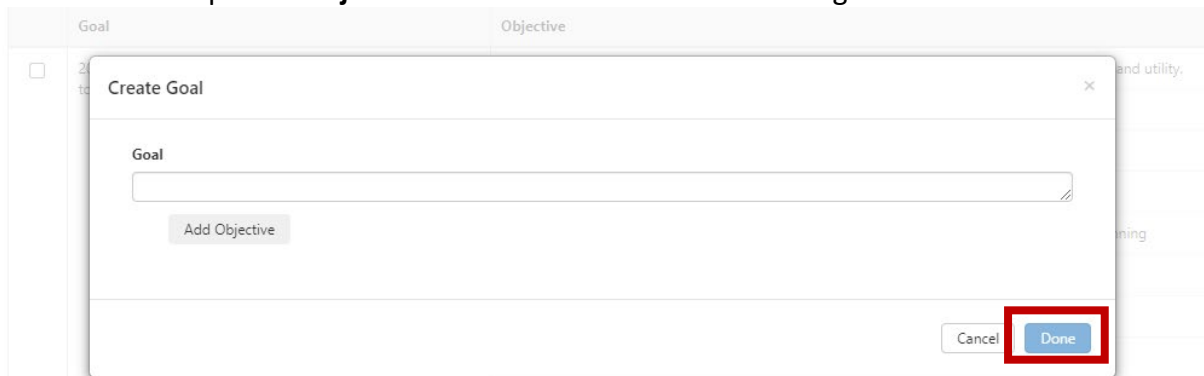 Goal
Objective
and utility.
Create Goal
×
Goal
Add Objective
Cancel
Done